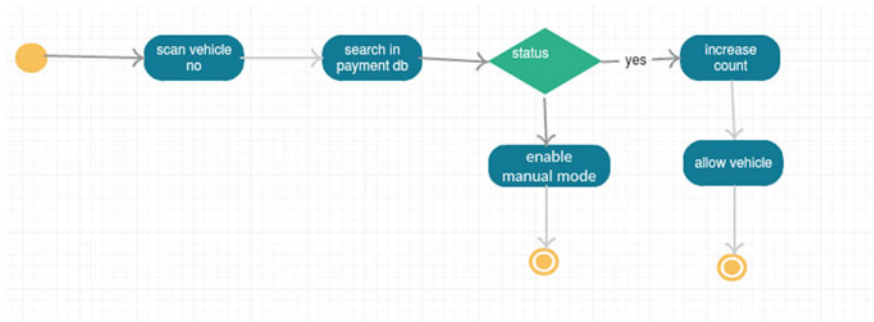 scan vehicle
no
search in
payment db
status
yes
increase
count
enable
manual mode
allow vehicle